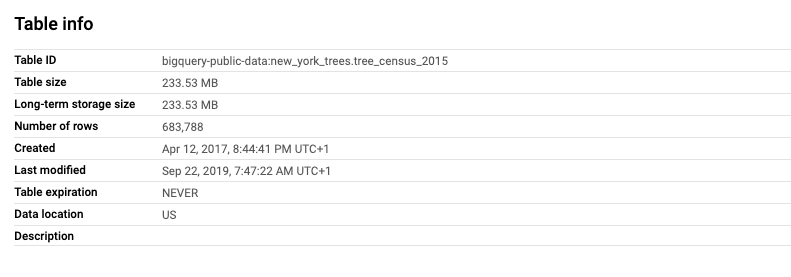 Table info
Table ID bigquery-public-data:new_york_trees.tree_census_2015
Table size 233.53 MB
Long-term storage size 233.53 MB
Number of rows 683,788
Created Apr 12, 2017, 8:44:41 PM UTC+1
Last modified Sep 22, 2019, 7:47:22 AM UTC+1
Table expiration NEVER
Data location US
Description